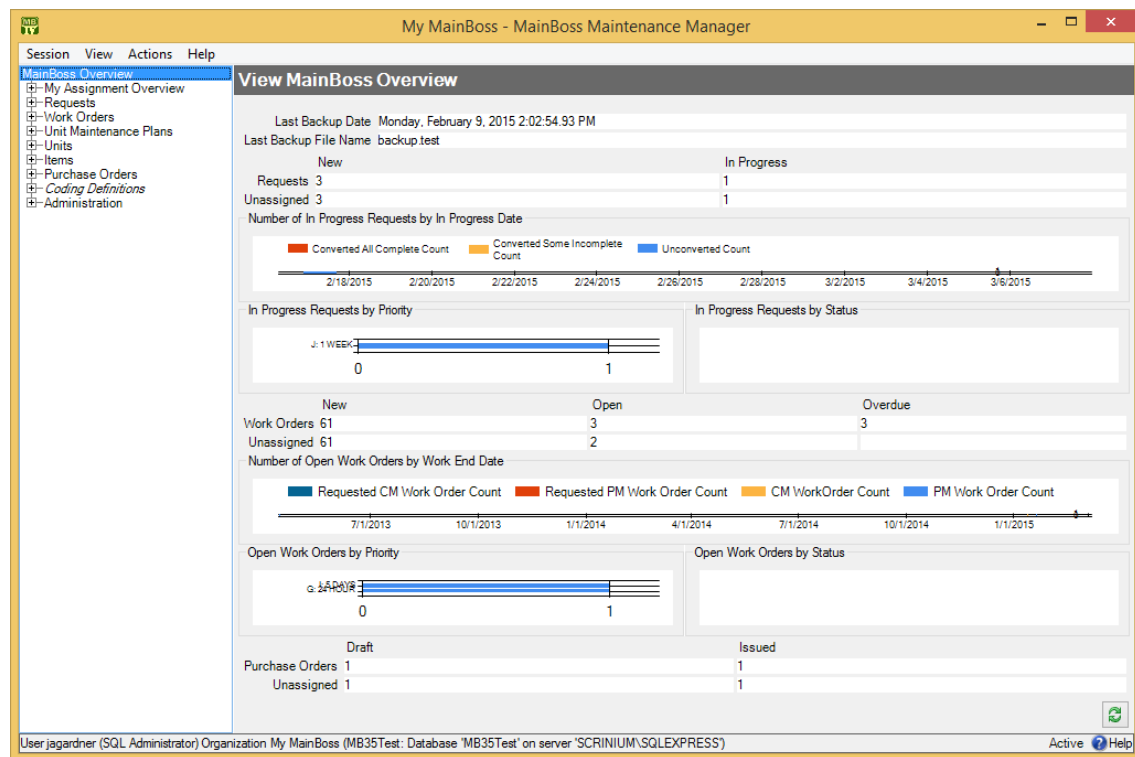 MB
My MainBoss - MainBoss Maintenance Manager
Session View Actions Help
MainBoss Overview
My Assignment Overview
Requests
Work Orders
Unit Maintenance Plans
Units
Items
Purchase Orders
Coding Definitions
Administration
View MainBoss Overview
Last Backup Date Monday, February 9, 2015 2:02:54.93 PM
Last Backup File Name backup.test
New In Progress
Requests 3 1
Unassigned 3 1
Number of In Progress Requests by In Progress Date
Converted All Complete Count Converted Some Incomplete Count Unconverted Count
2/18/2015 2/20/2015 2/22/2015 2/24/2015 2/26/2015 2/28/2015 3/2/2015 3/4/2015 3/6/2015
In Progress Requests by Priority In Progress Requests by Status
J: 1 WEEK
0 1
New Open Overdue
Work Orders 61 3 3
Unassigned 61 2
Number of Open Work Orders by Work End Date
Requested CM Work Order Count Requested PM Work Order Count CM WorkOrder Count PM Work Order Count
7/1/2013 10/1/2013 1/1/2014 4/1/2014 7/1/2014 10/1/2014 1/1/2015
Open Work Orders by Priority Open Work Orders by Status
G: 24 HOUR
0 1
Draft Issued
Purchase Orders 1 1
Unassigned 1 1
User jagardner (SQL Administrator) Organization My MainBoss (MB35Test: Database 'MB35Test' on server 'SCRINIUM\SQLEXPRESS') Active Help